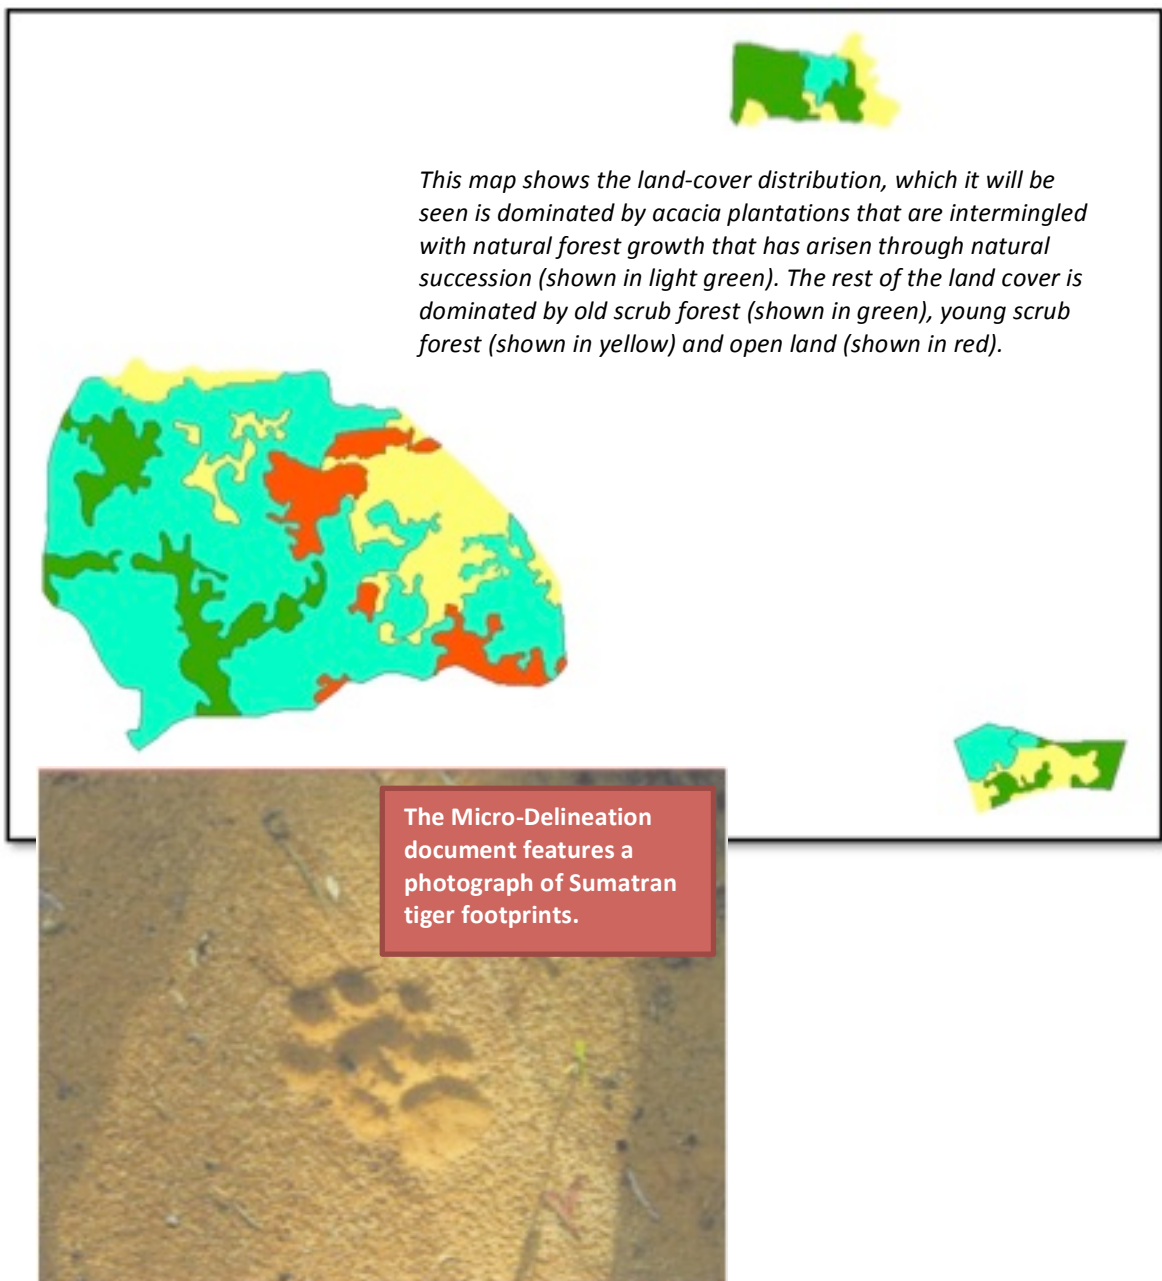 This map shows the land-cover distribution, which it will be
seen is dominated by acacia plantations that are intermingled
with natural forest growth that has arisen through natural
succession (shown in light green). The rest of the land cover is
dominated by old scrub forest (shown in green), young scrub
forest (shown in yellow) and open land (shown in red).
The Micro-Delineation
document features a
photograph of Sumatran
tiger footprints.